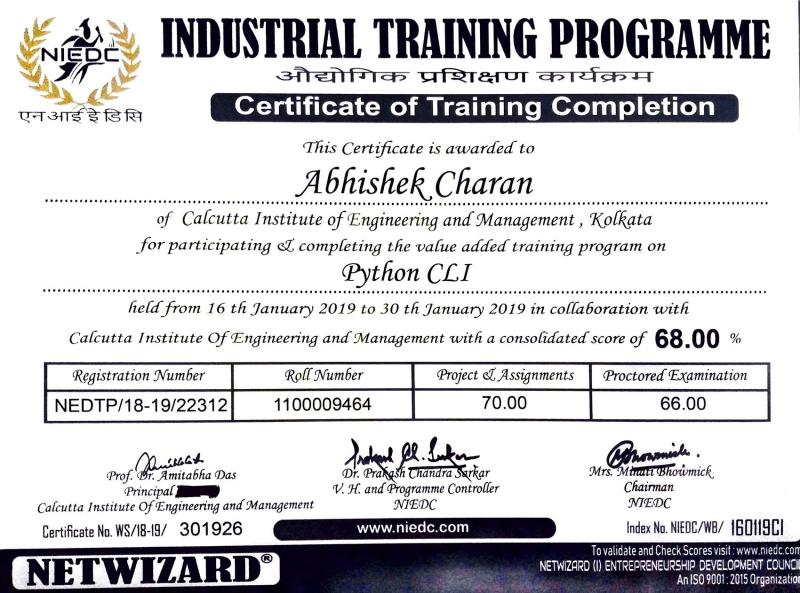 NIEDC
एन आई ई डि सि
INDUSTRIAL TRAINING PROGRAMME
औद्योगिक प्रशिक्षण कार्यक्रम
Certificate of Training Completion
This Certificate is awarded to
Abhishek Charan
of Calcutta Institute of Engineering and Management , Kolkata
for participating & completing the value added training program on
Python CLI
held from 16 th January 2019 to 30 th January 2019 in collaboration with
Calcutta Institute Of Engineering and Management with a consolidated score of 68.00 %
Registration Number Roll Number Project & Assignments Proctored Examination
NEDTP/18-19/22312 1100009464 70.00 66.00
Prof. Dr. Amitabha Das
Principal
Calcutta Institute Of Engineering and Management
Dr. Prakash Chandra Sarkar
V. H. and Programme Controller
NIEDC
Mrs. Minati Bhowmick
Chairman
NIEDC
Certificate No. WS/18-19/ 301926
www.niedc.com
Index No. NIEDC/WB/ 160119C1
NETWIZARD®
To validate and Check Scores visit : www.niedc.com
NETWIZARD (I) ENTREPRENEURSHIP DEVELOPMENT COUNCIL
An ISO 9001 : 2015 Organization